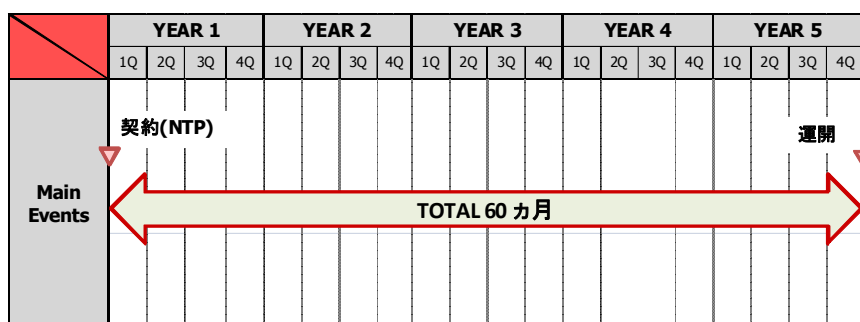 YEAR 1 YEAR 2 YEAR 3 YEAR 4 YEAR 5
1Q 2Q 3Q 4Q 1Q 2Q 3Q 4Q 1Q 2Q 3Q 4Q 1Q 2Q 3Q 4Q 1Q 2Q 3Q 4Q
契約(NTP)
運開
Main
Events
TOTAL 60 カ月